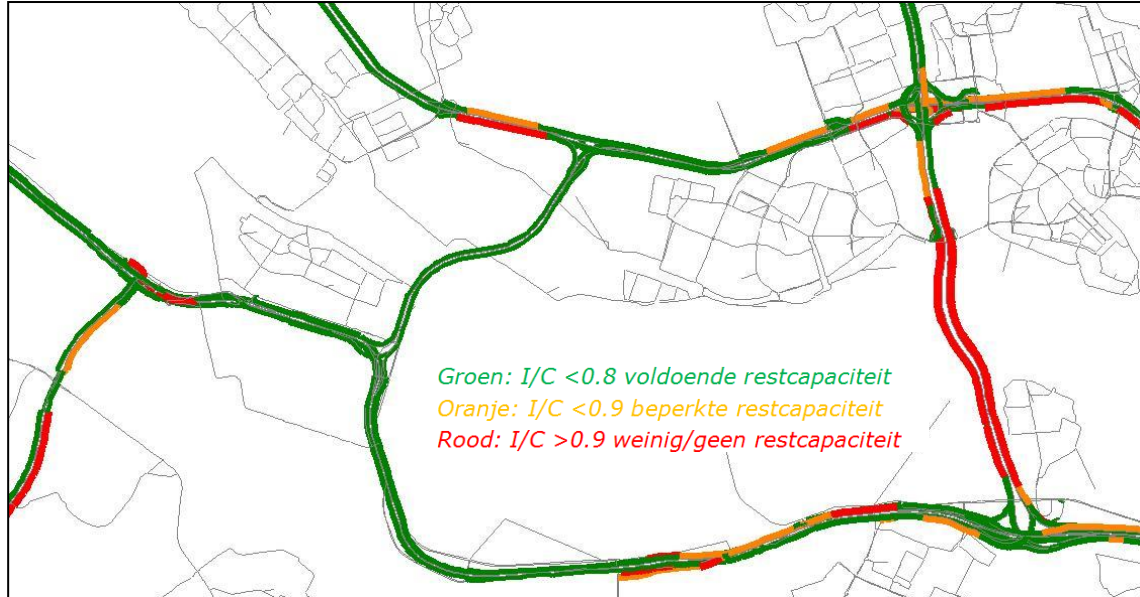 Groen: I/C <0.8 voldoende restcapaciteit
Oranje: I/C <0.9 beperkte restcapaciteit
Rood: I/C >0.9 weinig/geen restcapaciteit